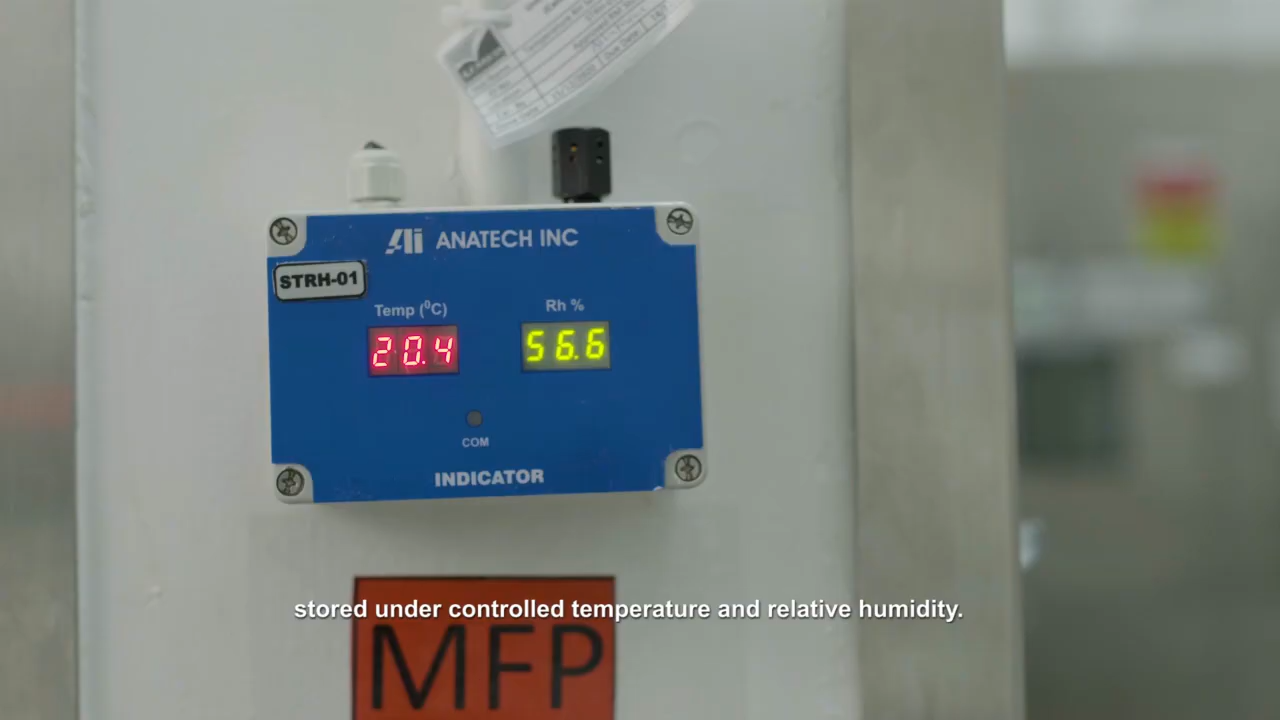 Ai ANATECH INC
STRH-01
Temp (⁰C)
Rh %
20.4
56.6
COM
INDICATOR
stored under controlled temperature and relative humidity.
MFP